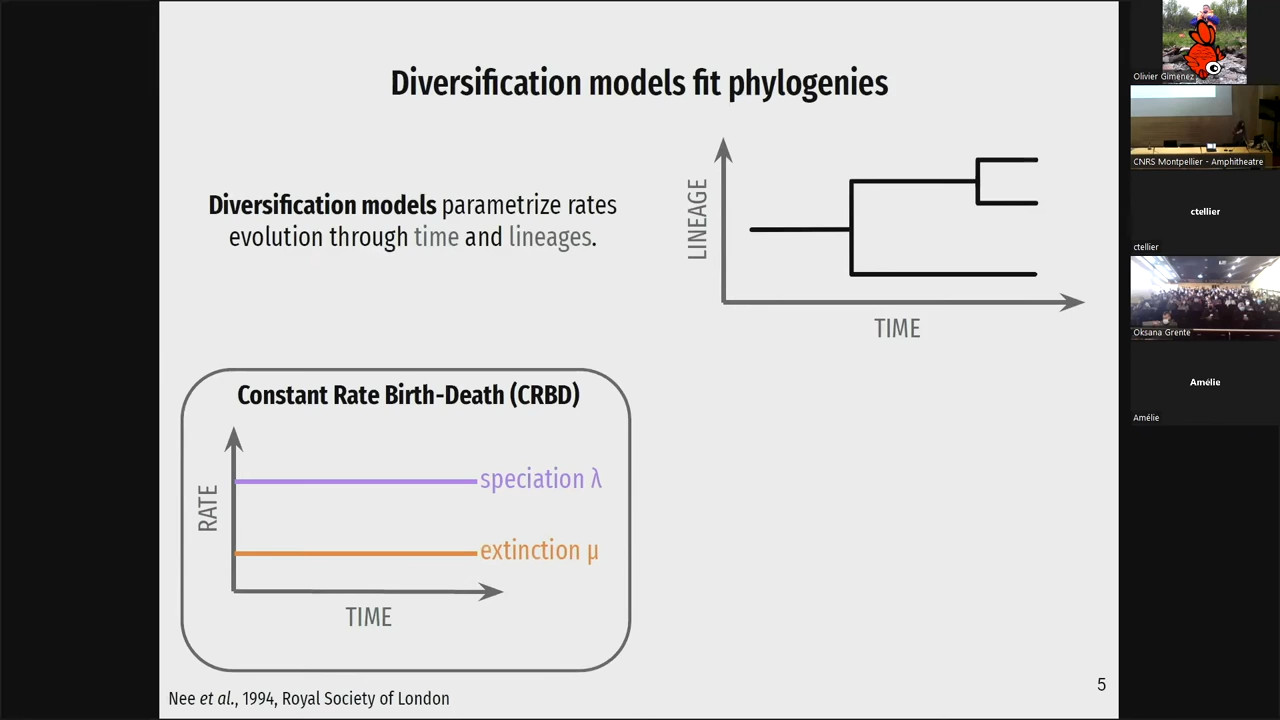 Diversification models fit phylogenies
Diversification models parametrize rates
evolution through time and lineages.
LINEAGE
TIME
Constant Rate Birth-Death (CRBD)
RATE
speciation λ
extinction μ
TIME
Nee et al., 1994, Royal Society of London
5
Olivier Gimenez
CNRS Montpellier - Amphitheatre
ctellier
ctellier
Oksana Grente
Amélie
Amélie